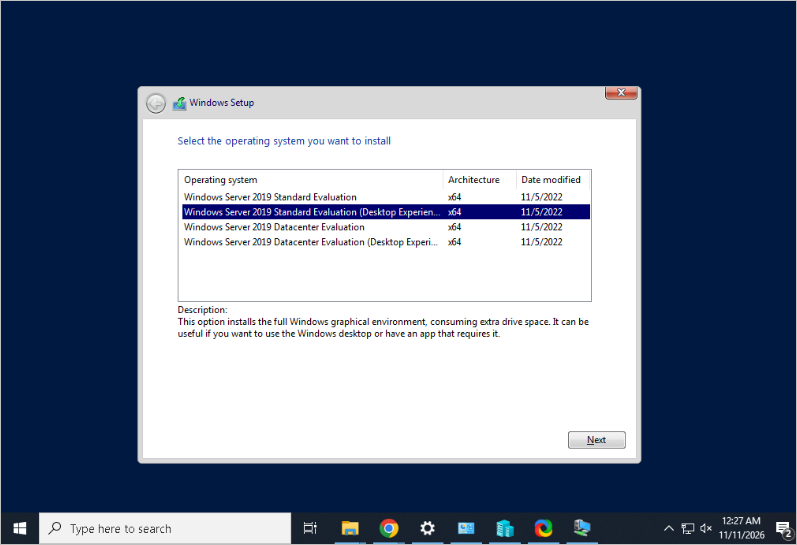 Windows Setup
Select the operating system you want to install
Operating system Architecture Date modified
Windows Server 2019 Standard Evaluation x64 11/5/2022
Windows Server 2019 Standard Evaluation (Desktop Experien... x64 11/5/2022
Windows Server 2019 Datacenter Evaluation x64 11/5/2022
Windows Server 2019 Datacenter Evaluation (Desktop Experi... x64 11/5/2022
Description:
This option installs the full Windows graphical environment, consuming extra drive space. It can be
useful if you want to use the Windows desktop or have an app that requires it.
Next
Type here to search
12:27 AM
11/11/2026
2